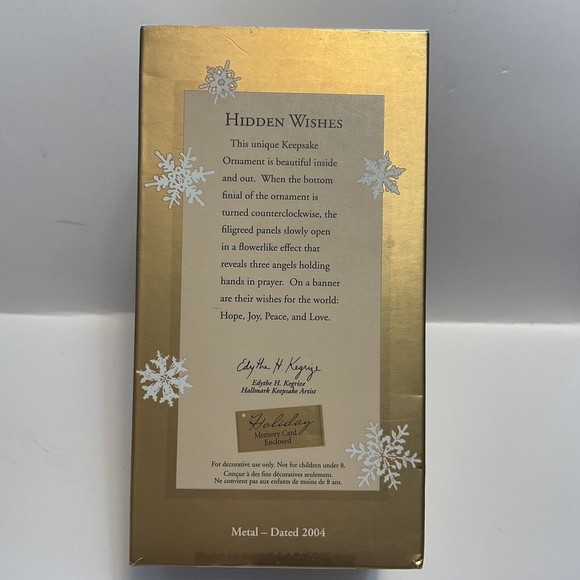 HIDDEN WISHES
This unique Keepsake
Ornament is beautiful inside
and out. When the bottom
finial of the ornament is
turned counterclockwise, the
filigreed panels slowly open
in a flowerlike effect that
reveals three angels holding
hands in prayer. On a banner
are their wishes for the world:
Hope, Joy, Peace, and Love.
Edythe H Kegrize
Edythe H. Kegrize
Hallmark Keepsake Artist
Holiday
Memory Card
Enclosed
For decorative use only. Not for children under 8.
Conçue à des fins décoratives seulement.
Ne convient pas aux enfants de moins de 8 ans.
Metal – Dated 2004